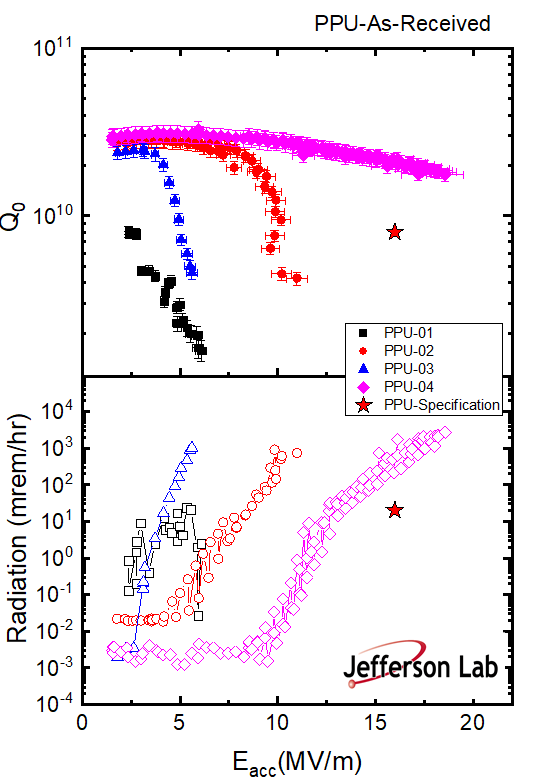 PPU-As-Received
10^11
10^10
Q_0
PPU-01
PPU-02
PPU-03
PPU-04
PPU-Specification
10^4
10^3
10^2
10^1
10^0
10^-1
10^-2
10^-3
10^-4
Radiation (mrem/hr)
Jefferson Lab
0 5 10 15 20
E_acc(MV/m)